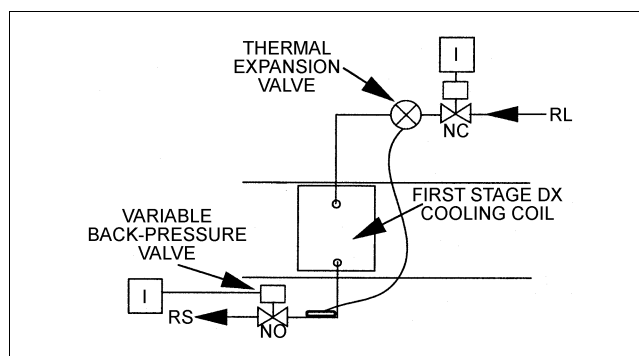 THERMAL
EXPANSION
VALVE
I
NC
RL
FIRST STAGE DX
COOLING COIL
VARIABLE
BACK-PRESSURE
VALVE
I
RS
NO